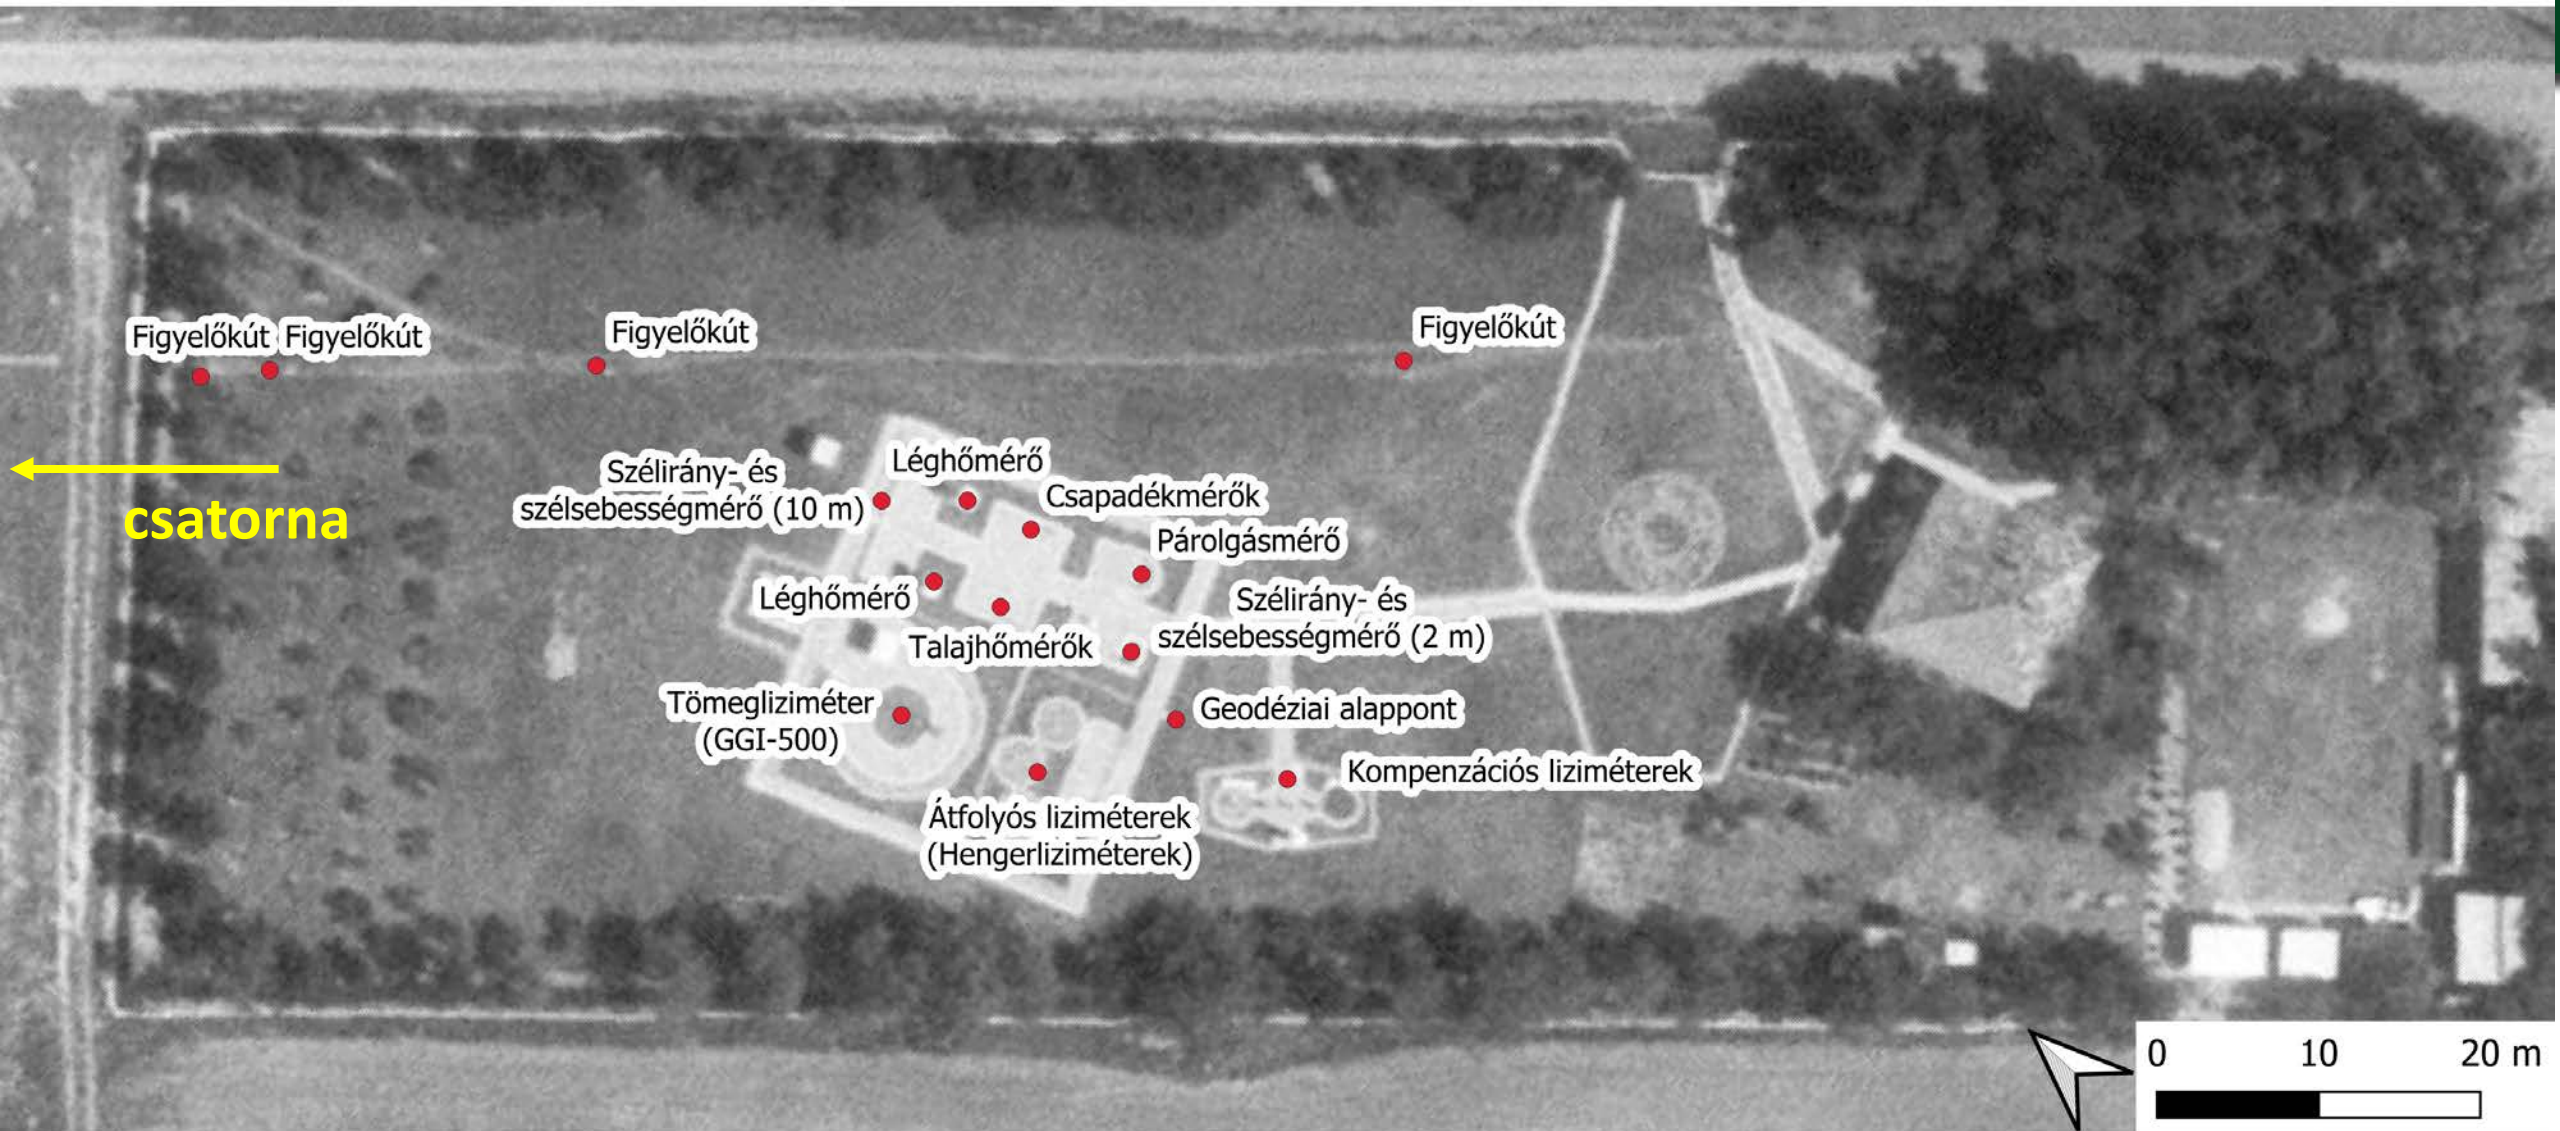 Figyelőkút
Figyelőkút
Figyelőkút
Figyelőkút
csatorna
Szélirány- és
szélsebességmérő (10 m)
Léghőmérő
Csapadékmérők
Párolgásmérő
Léghőmérő
Talajhőmérők
Szélirány- és
szélsebességmérő (2 m)
Tömegliziméter
(GGI-500)
Geodéziai alappont
Kompenzációs liziméterek
Átfolyós liziméterek
(Hengerliziméterek)
0 10 20 m